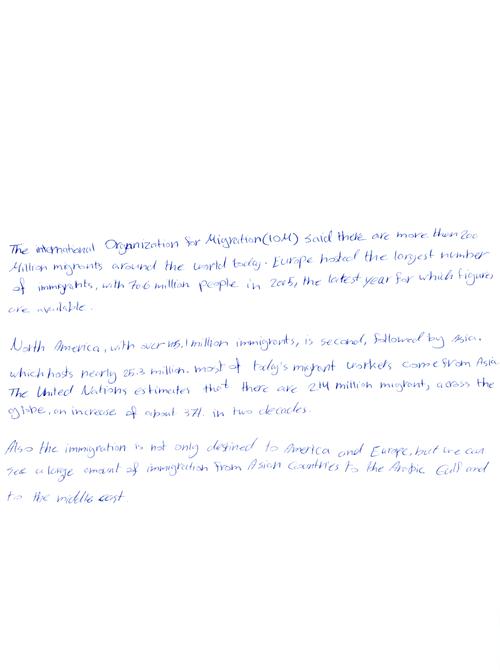 The international Organization for Migration (IOM) said there are more than 200
Million migrants around the world today. Europe hosted the largest number
of immigrants, with 70.6 million people in 2005, the latest year for which figures
are available.
North America, with over 45.1 million immigrants, is second, followed by Asia.
which hosts nearly 25.3 million. most of today's migrant workers come from Asia
The United Nations estimates that there are 214 million migrant, across the
globe, an increase of about 37%. in two decades.
Also the immigration is not only defined to America and Europe, but we can
see a large amount of immigration from Asian Countries to the Arabic Gulf and
to the middle east.